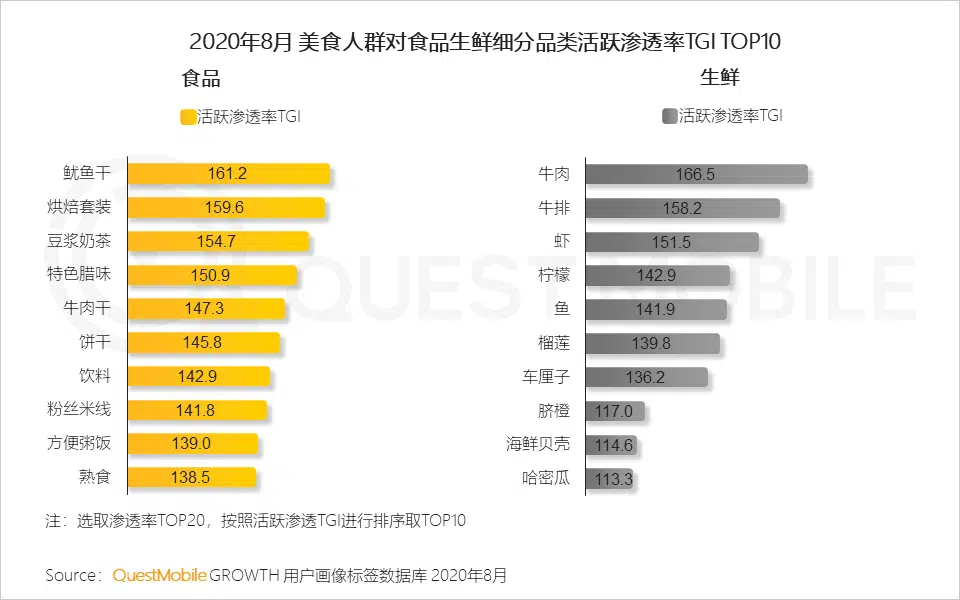 2020年8月 美食人群对食品生鲜细分品类活跃渗透率TGI TOP10
食品
活跃渗透率TGI
鱿鱼干 161.2
烘焙套装 159.6
豆浆奶茶 154.7
特色腊味 150.9
牛肉干 147.3
饼干 145.8
饮料 142.9
粉丝米线 141.8
方便粥饭 139.0
熟食 138.5
生鲜
活跃渗透率TGI
牛肉 166.5
牛排 158.2
虾 151.5
柠檬 142.9
鱼 141.9
榴莲 139.8
车厘子 136.2
脐橙 117.0
海鲜贝壳 114.6
哈密瓜 113.3
QUESTMOBILE
注：选取渗透率TOP20，按照活跃渗透TGI进行排序取TOP10
Source：QuestMobile GROWTH 用户画像标签数据库 2020年8月